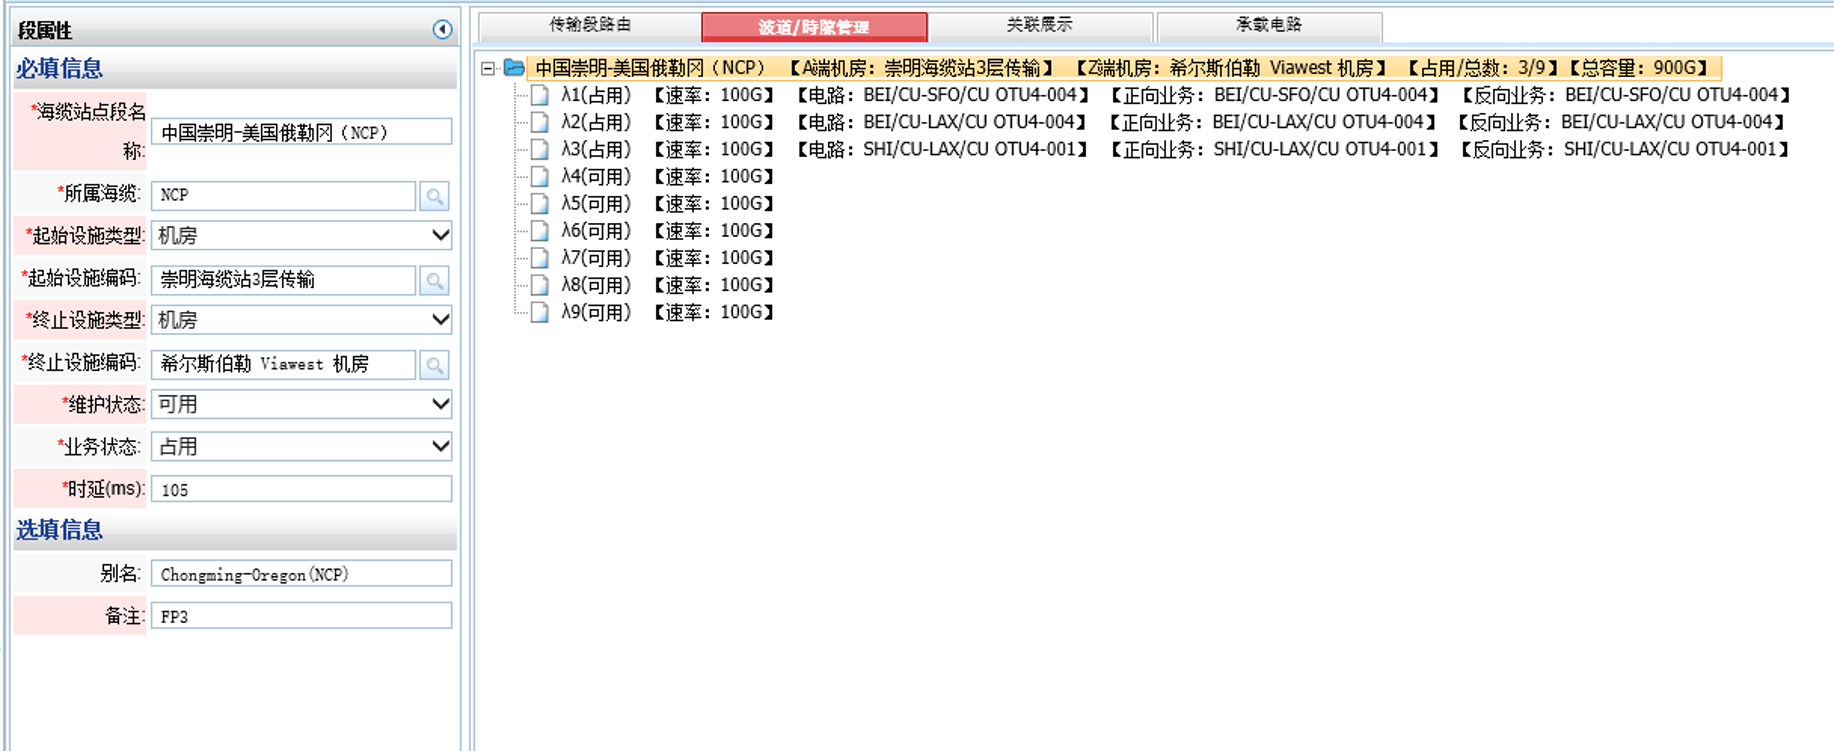 段属性
必填信息
*海缆站点段名称:
中国崇明-美国俄勒冈（NCP）
*所属海缆: NCP
*起始设施类型: 机房
*起始设施编码: 崇明海缆站3层传输
*终止设施类型: 机房
*终止设施编码: 希尔斯伯勒 Viawest 机房
*维护状态: 可用
*业务状态: 占用
*时延(ms): 105
选填信息
别名: Chongming-Oregon(NCP)
备注: FP3
传输段路由 波道/時隙管理 关联展示 承载电路
中国崇明-美国俄勒冈（NCP） 【A端机房：崇明海缆站3层传输】 【Z端机房：希尔斯伯勒 Viawest 机房】 【占用/总数：3/9】【总容量：900G】
λ1(占用) 【速率：100G】 【电路：BEI/CU-SFO/CU OTU4-004】 【正向业务：BEI/CU-SFO/CU OTU4-004】 【反向业务：BEI/CU-SFO/CU OTU4-004】
λ2(占用) 【速率：100G】 【电路：BEI/CU-LAX/CU OTU4-004】 【正向业务：BEI/CU-LAX/CU OTU4-004】 【反向业务：BEI/CU-LAX/CU OTU4-004】
λ3(占用) 【速率：100G】 【电路：SHI/CU-LAX/CU OTU4-001】 【正向业务：SHI/CU-LAX/CU OTU4-001】 【反向业务：SHI/CU-LAX/CU OTU4-001】
λ4(可用) 【速率：100G】
λ5(可用) 【速率：100G】
λ6(可用) 【速率：100G】
λ7(可用) 【速率：100G】
λ8(可用) 【速率：100G】
λ9(可用) 【速率：100G】